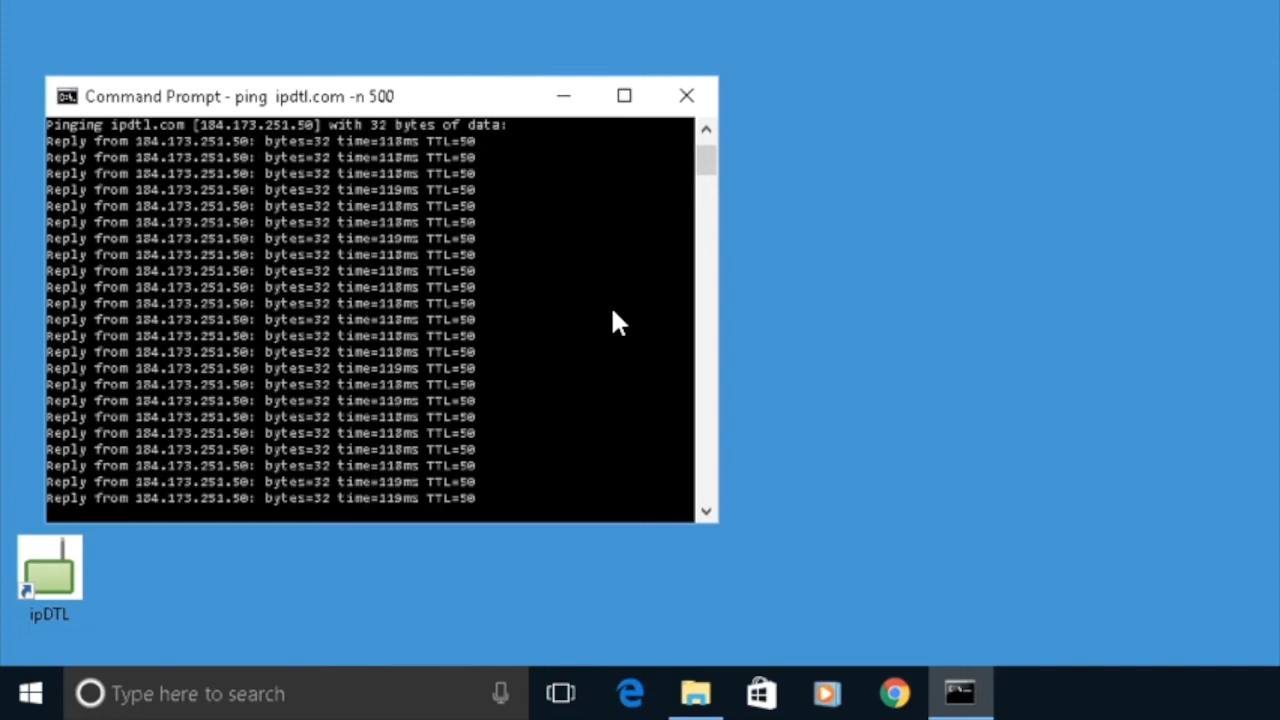 Command Prompt - ping ipdtl.com -n 500
Pinging ipdtl.com [184.173.251.50] with 32 bytes of data:
Reply from 184.173.251.50: bytes=32 time=118ms TTL=50
Reply from 184.173.251.50: bytes=32 time=118ms TTL=50
Reply from 184.173.251.50: bytes=32 time=118ms TTL=50
Reply from 184.173.251.50: bytes=32 time=119ms TTL=50
Reply from 184.173.251.50: bytes=32 time=118ms TTL=50
Reply from 184.173.251.50: bytes=32 time=118ms TTL=50
Reply from 184.173.251.50: bytes=32 time=119ms TTL=50
Reply from 184.173.251.50: bytes=32 time=118ms TTL=50
Reply from 184.173.251.50: bytes=32 time=118ms TTL=50
Reply from 184.173.251.50: bytes=32 time=118ms TTL=50
Reply from 184.173.251.50: bytes=32 time=118ms TTL=50
Reply from 184.173.251.50: bytes=32 time=118ms TTL=50
Reply from 184.173.251.50: bytes=32 time=118ms TTL=50
Reply from 184.173.251.50: bytes=32 time=118ms TTL=50
Reply from 184.173.251.50: bytes=32 time=119ms TTL=50
Reply from 184.173.251.50: bytes=32 time=118ms TTL=50
Reply from 184.173.251.50: bytes=32 time=119ms TTL=50
Reply from 184.173.251.50: bytes=32 time=118ms TTL=50
Reply from 184.173.251.50: bytes=32 time=118ms TTL=50
Reply from 184.173.251.50: bytes=32 time=118ms TTL=50
Reply from 184.173.251.50: bytes=32 time=118ms TTL=50
Reply from 184.173.251.50: bytes=32 time=119ms TTL=50
Reply from 184.173.251.50: bytes=32 time=119ms TTL=50
ipDTL
Type here to search